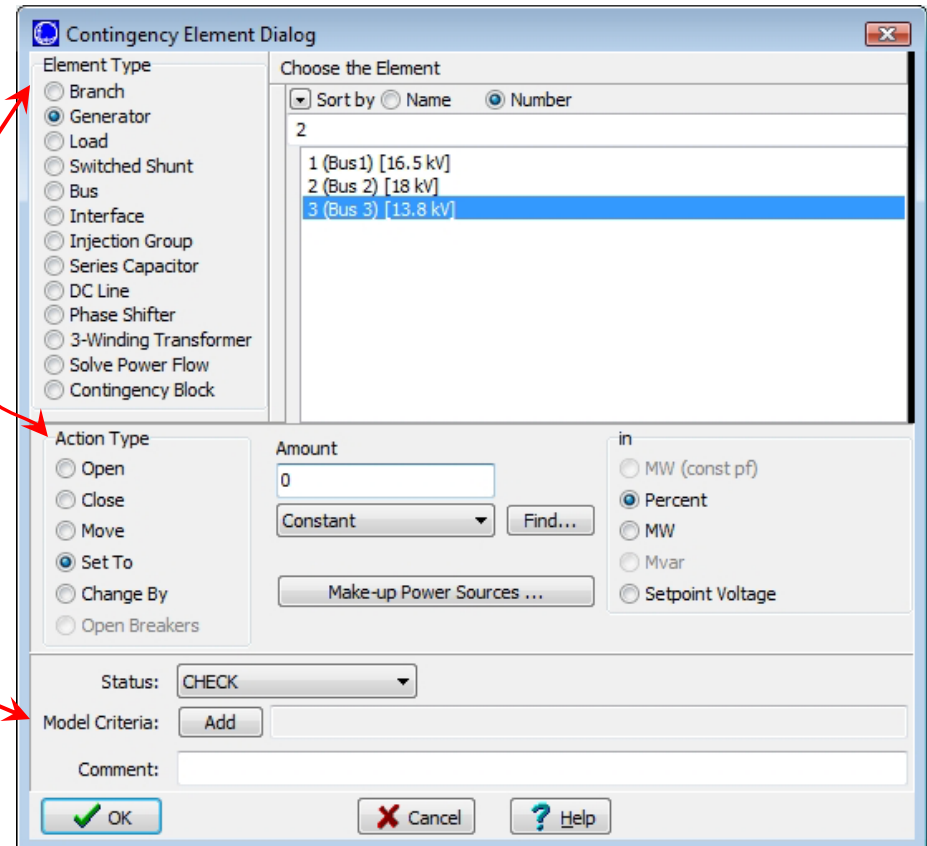 Contingency Element Dialog
Element Type
Branch
Generator
Load
Switched Shunt
Bus
Interface
Injection Group
Series Capacitor
DC Line
Phase Shifter
3-Winding Transformer
Solve Power Flow
Contingency Block
Choose the Element
Sort by Name Number
2
1 (Bus1) [16.5 kV]
2 (Bus 2) [18 kV]
3 (Bus 3) [13.8 kV]
Action Type
Open
Close
Move
Set To
Change By
Open Breakers
Amount
0
Constant Find...
Make-up Power Sources ...
in
MW (const pf)
Percent
MW
Mvar
Setpoint Voltage
Status: CHECK
Model Criteria: Add
Comment:
OK Cancel ? Help